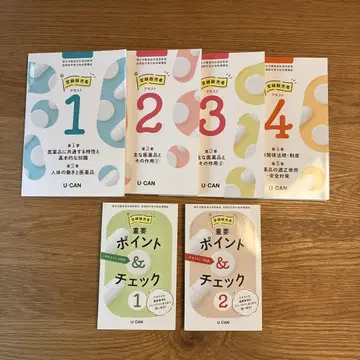 登録販売者
テキスト
1
第1章
医薬品に共通する特性と
基本的な知識
第2章
人体の働きと医薬品
U-CAN
登録販売者
テキスト
2
第3章
主な医薬品と
その作用①
U-CAN
登録販売者
テキスト
3
第3章
主な医薬品と
その作用②
U-CAN
登録販売者
テキスト
4
第4章
関係法規・制度
第5章
医薬品の適正使用
・安全対策
U-CAN
登録販売者
重要
ポイント
&
チェック
1
U-CAN
登録販売者
重要
ポイント
&
チェック
2
U-CAN